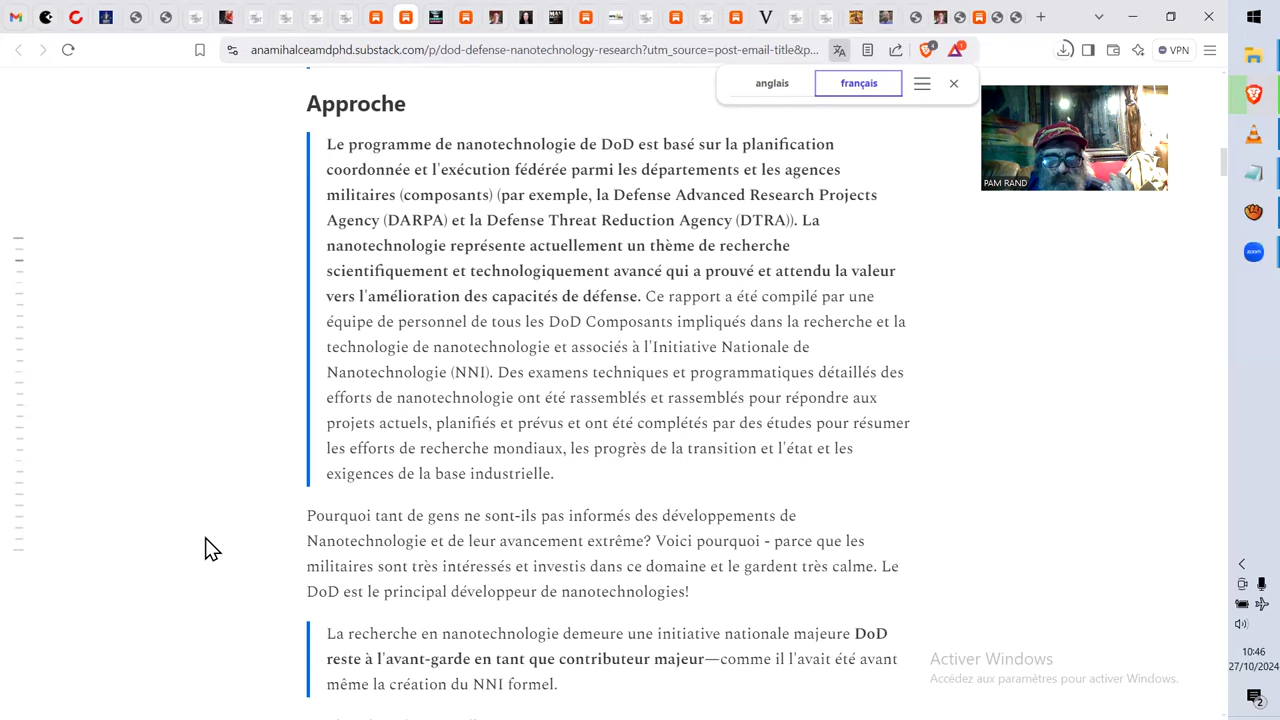 anamihalceamdphd.substack.com/p/dod-defense-nanotechnology-research?utm_source=post-email-title&p...
4
1
VPN
anglais
français
PAM RAND
Approche
Le programme de nanotechnologie de DoD est basé sur la planification
coordonnée et l'exécution fédérée parmi les départements et les agences
militaires (composants) (par exemple, la Defense Advanced Research Projects
Agency (DARPA) et la Defense Threat Reduction Agency (DTRA)). La
nanotechnologie représente actuellement un thème de recherche
scientifiquement et technologiquement avancé qui a prouvé et attendu la valeur
vers l'amélioration des capacités de défense. Ce rapport a été compilé par une
équipe de personnel de tous les DoD Composants impliqués dans la recherche et la
technologie de nanotechnologie et associés à l'Initiative Nationale de
Nanotechnologie (NNI). Des examens techniques et programmatiques détaillés des
efforts de nanotechnologie ont été rassemblés et rassemblés pour répondre aux
projets actuels, planifiés et prévus et ont été complétés par des études pour résumer
les efforts de recherche mondiaux, les progrès de la transition et l'état et les
exigences de la base industrielle.
Pourquoi tant de gens ne sont-ils pas informés des développements de
Nanotechnologie et de leur avancement extrême? Voici pourquoi - parce que les
militaires sont très intéressés et investis dans ce domaine et le gardent très calme. Le
DoD est le principal développeur de nanotechnologies!
La recherche en nanotechnologie demeure une initiative nationale majeure DoD
reste à l'avant-garde en tant que contributeur majeur—comme il l'avait été avant
même la création du NNI formel.
Activer Windows
Accédez aux paramètres pour activer Windows.
zoom
10:46
27/10/2024
2